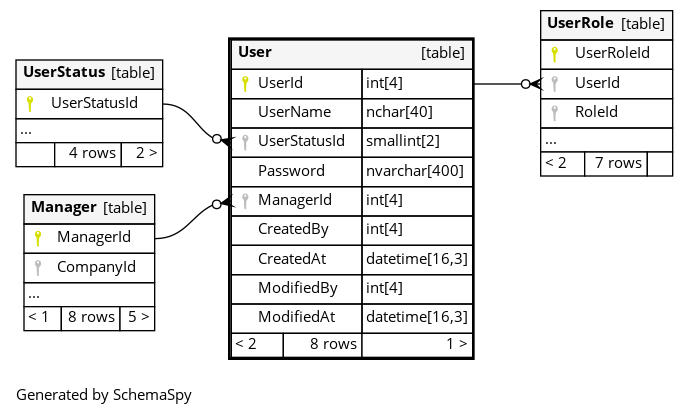 UserStatus [table]
UserStatusId
...
4 rows 2 >
Manager [table]
ManagerId
CompanyId
...
< 1 8 rows 5 >
User [table]
UserId int[4]
UserName nchar[40]
UserStatusId smallint[2]
Password nvarchar[400]
ManagerId int[4]
CreatedBy int[4]
CreatedAt datetime[16,3]
ModifiedBy int[4]
ModifiedAt datetime[16,3]
< 2 8 rows 1 >
UserRole [table]
UserRoleId
UserId
RoleId
...
< 2 7 rows
Generated by SchemaSpy